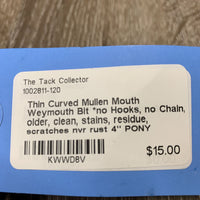 The Tack Collector
1002811-120
Thin Curved Mullen Mouth
Weymouth Bit *no Hooks, no Chain,
older, clean, stains, residue,
scratches nvr rust 4" PONY
KWWD8V
$15.00